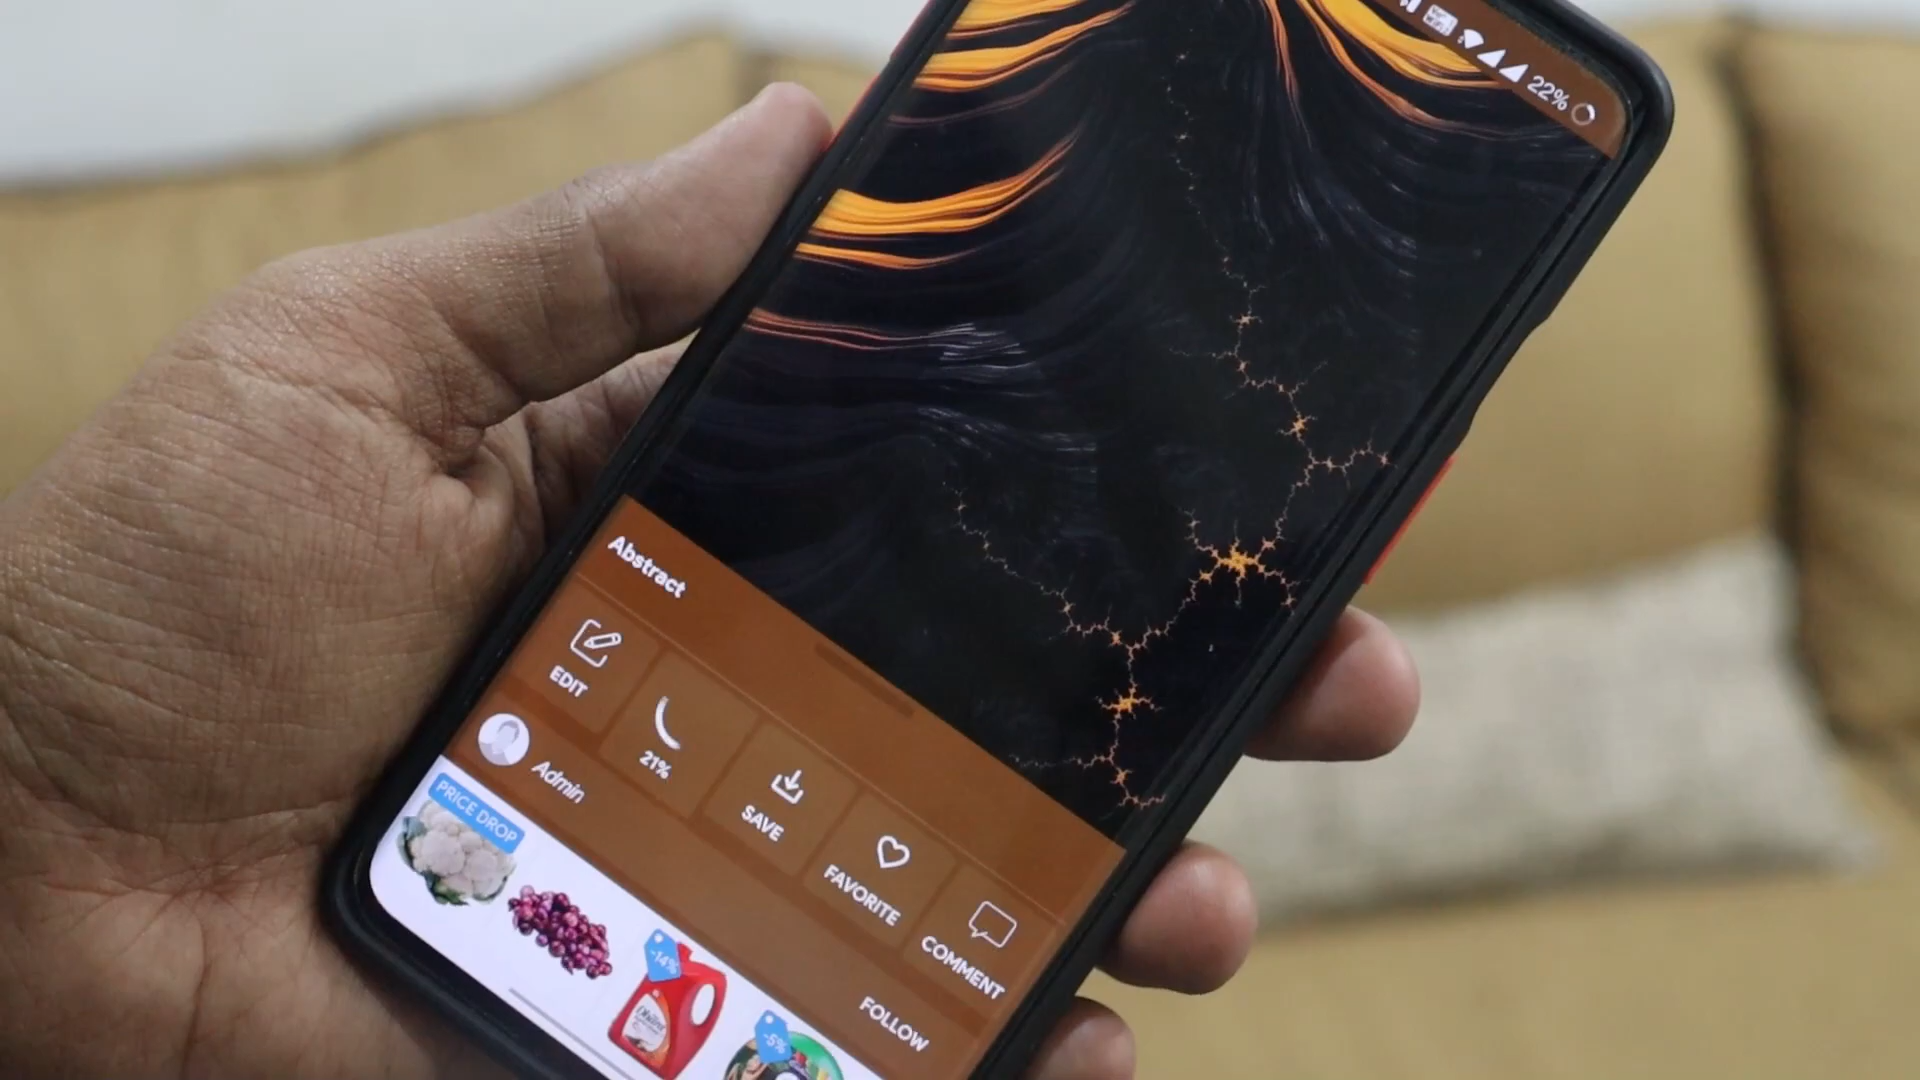 22%
Abstract
EDIT
21%
SAVE
FAVORITE
COMMENT
Admin
FOLLOW
PRICE DROP
-14%
-5%